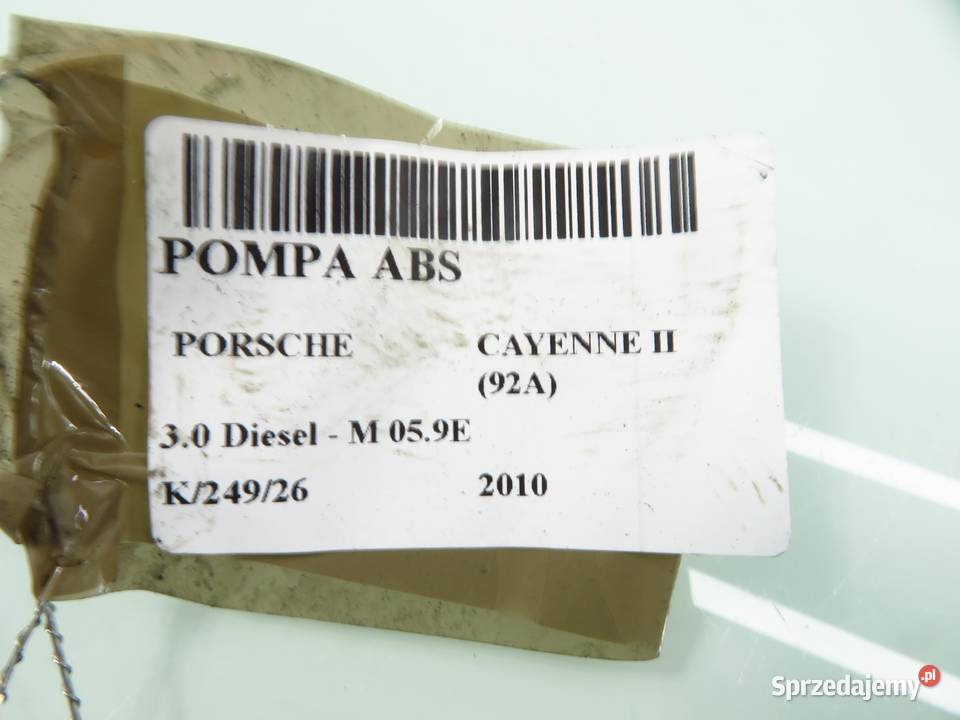 POMPA ABS
PORSCHE CAYENNE II
(92A)
3.0 Diesel - M 05.9E
K/249/26 2010
Sprzedajemy.pl